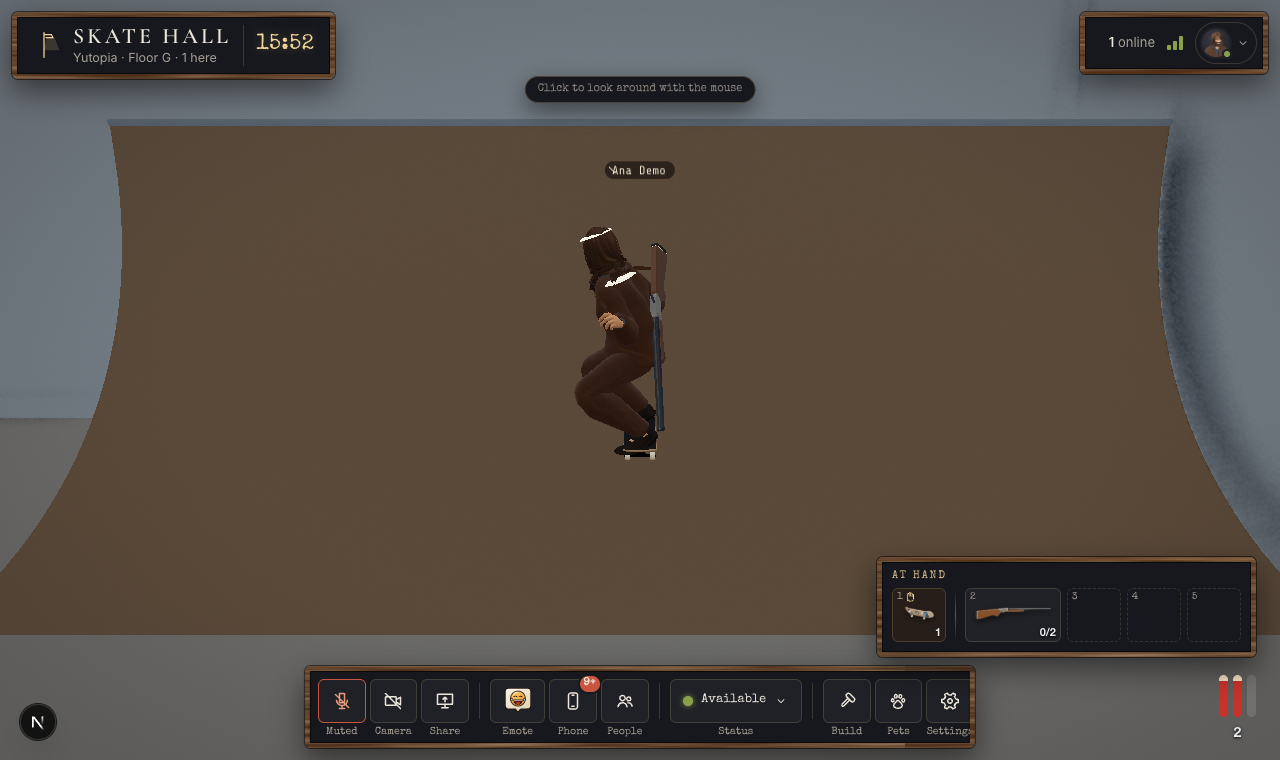 SKATE HALL
Yutopia · Floor G · 1 here
15:52
1 online
Click to look around with the mouse
Ana Demo
AT HAND
1
1
2
0/2
3
4
5
9+
Available
Muted
Camera
Share
Emote
Phone
People
Status
Build
Pets
Settings
N
2